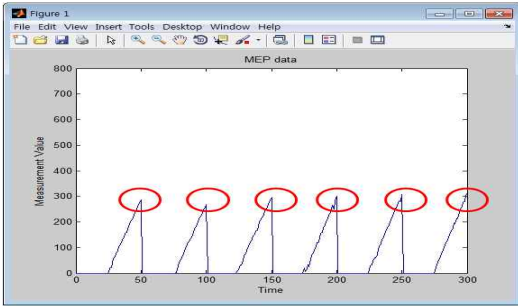 Figure 1
File Edit View Insert Tools Desktop Window Help
MEP data
800
700
600
500
400
300
200
100
0
Measurement Value
0 50 100 150 200 250 300
Time